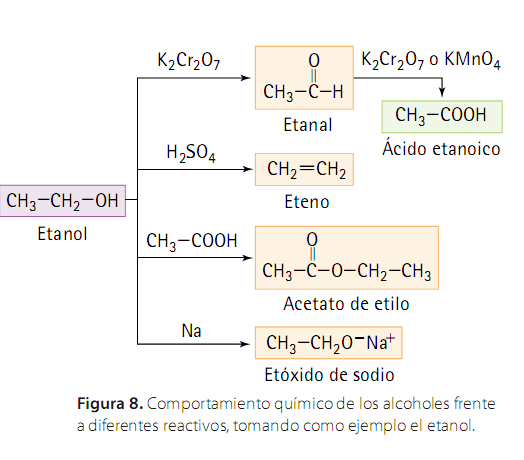 K₂Cr₂O₇
O
CH₃–C–H
Etanal
K₂Cr₂O₇ o KMnO₄
CH₃–COOH
Ácido etanoico
H₂SO₄
CH₂=CH₂
Eteno
CH₃–CH₂–OH
Etanol
CH₃–COOH
O
CH₃–C–O–CH₂–CH₃
Acetato de etilo
Na
CH₃–CH₂O⁻Na⁺
Etóxido de sodio
Figura 8. Comportamiento químico de los alcoholes frente
a diferentes reactivos, tomando como ejemplo el etanol.